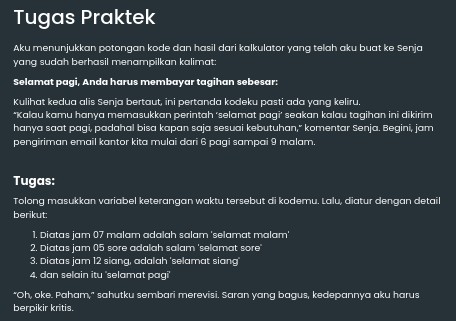 Tugas Praktek
Aku menunjukkan potongan kode dan hasil dari kalkulator yang telah aku buat ke Senja
yang sudah berhasil menampilkan kalimat:
Selamat pagi, Anda harus membayar tagihan sebesar:
Kulihat kedua alis Senja bertaut, ini pertanda kodeku pasti ada yang keliru.
“Kalau kamu hanya memasukkan perintah ‘selamat pagi’ seakan kalau tagihan ini dikirim
hanya saat pagi, padahal bisa kapan saja sesuai kebutuhan,” komentar Senja. Begini, jam
pengiriman email kantor kita mulai dari 6 pagi sampai 9 malam.
Tugas:
Tolong masukkan variabel keterangan waktu tersebut di kodemu. Lalu, diatur dengan detail
berikut:
1. Diatas jam 07 malam adalah salam 'selamat malam'
2. Diatas jam 05 sore adalah salam 'selamat sore'
3. Diatas jam 12 siang, adalah 'selamat siang'
4. dan selain itu 'selamat pagi'
“Oh, oke. Paham,” sahutku sembari merevisi. Saran yang bagus, kedepannya aku harus
berpikir kritis.